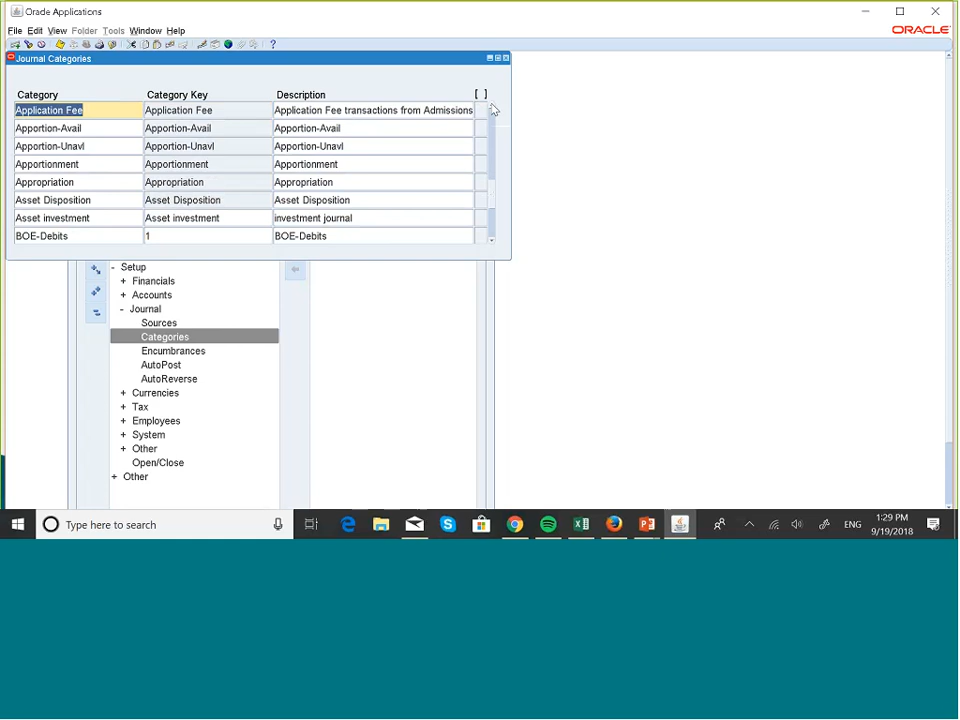 Oracle Applications
File Edit View Folder Tools Window Help
ORACLE
Journal Categories
Category Category Key Description [ ]
Application Fee Application Fee Application Fee transactions from Admissions
Apportion-Avail Apportion-Avail Apportion-Avail
Apportion-Unavl Apportion-Unavl Apportion-Unavl
Apportionment Apportionment Apportionment
Appropriation Appropriation Appropriation
Asset Disposition Asset Disposition Asset Disposition
Asset investment Asset investment investment journal
BOE-Debits 1 BOE-Debits
- Setup
+ Financials
+ Accounts
- Journal
Sources
Categories
Encumbrances
AutoPost
AutoReverse
+ Currencies
+ Tax
+ Employees
+ System
+ Other
Open/Close
+ Other
Type here to search
ENG
1:29 PM
9/19/2018